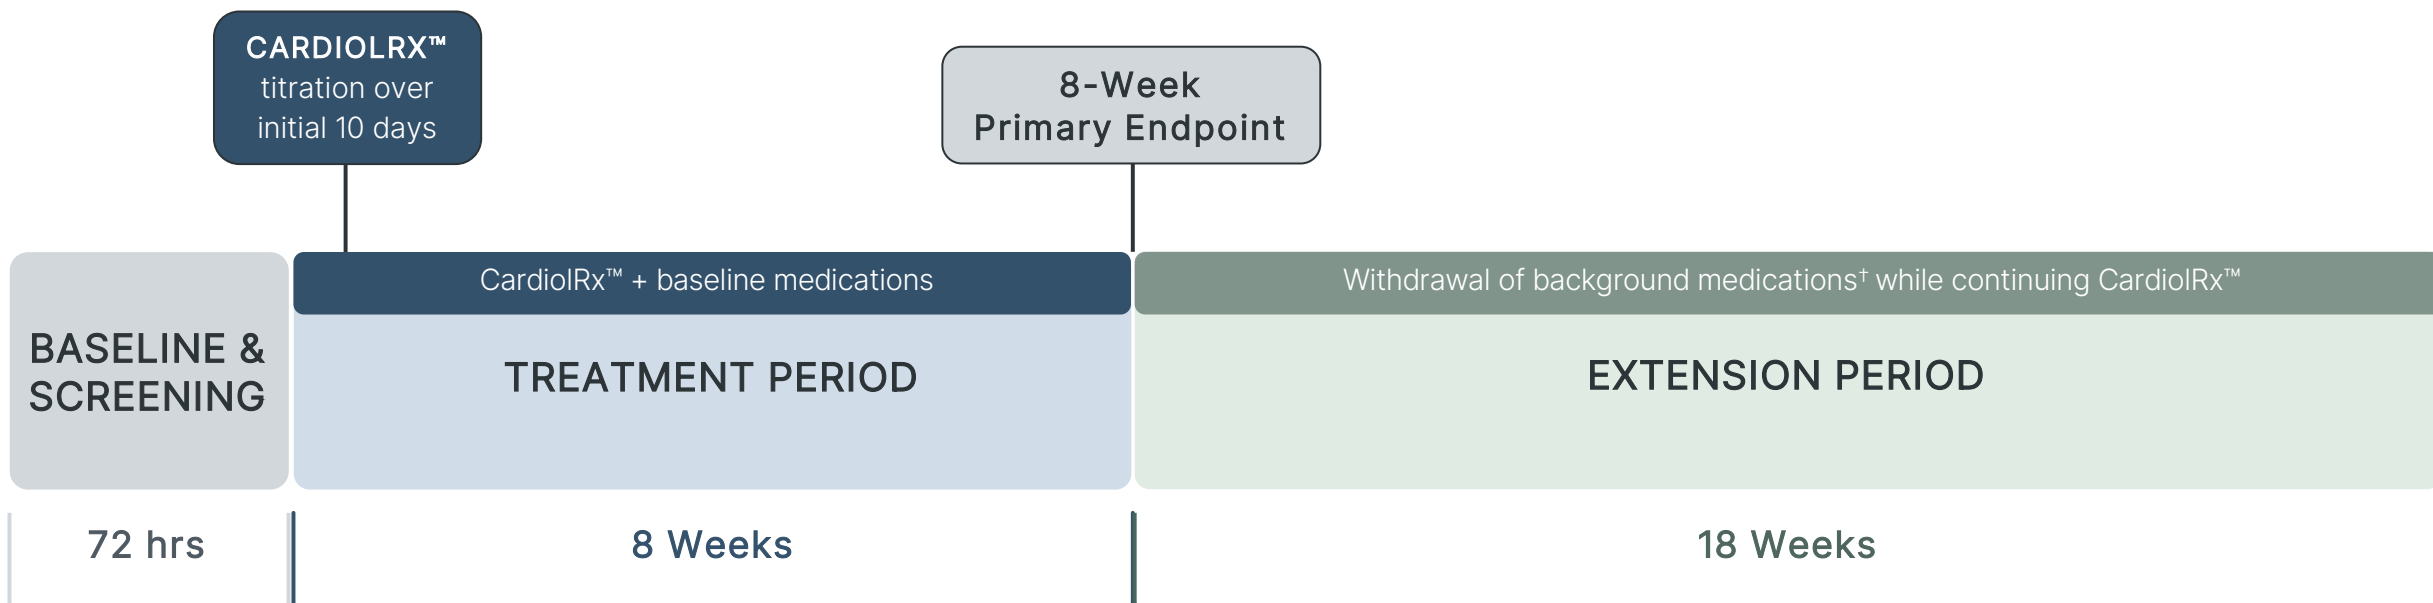 CARDIOLRX™
titration over
initial 10 days
8-Week
Primary Endpoint
BASELINE &
SCREENING
CardiolRx™ + baseline medications
TREATMENT PERIOD
Withdrawal of background medications† while continuing CardiolRx™
EXTENSION PERIOD
72 hrs
8 Weeks
18 Weeks